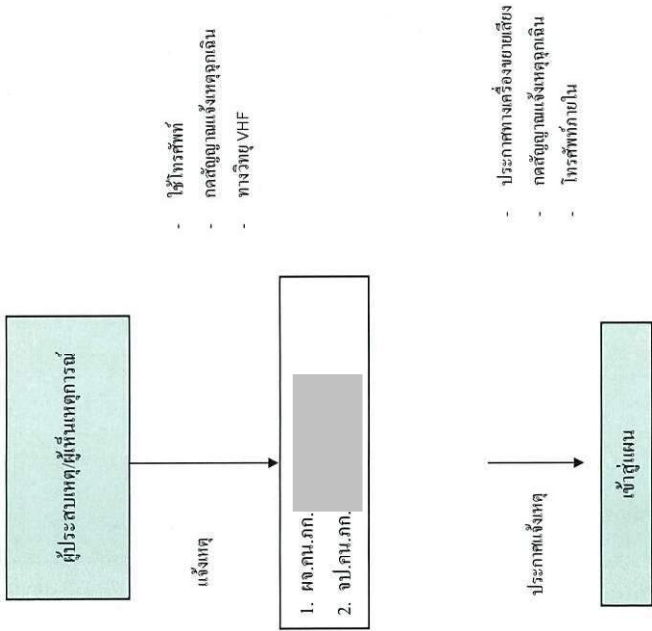 ผู้ประสบเหตุ/ผู้เห็นเหตุการณ์
แจ้งเหตุ
- ใช้โทรศัพท์
- กดสัญญาณแจ้งเหตุฉุกเฉิน
- ทางวิทยุ VHF
1. ผจ.คน.ภก.
2. จป.คน.ภก.
ประกาศแจ้งเหตุ
- ประกาศทางเครื่องขยายเสียง
- กดสัญญาณแจ้งเหตุฉุกเฉิน
- โทรศัพท์ภายใน
เข้าสู่แผน